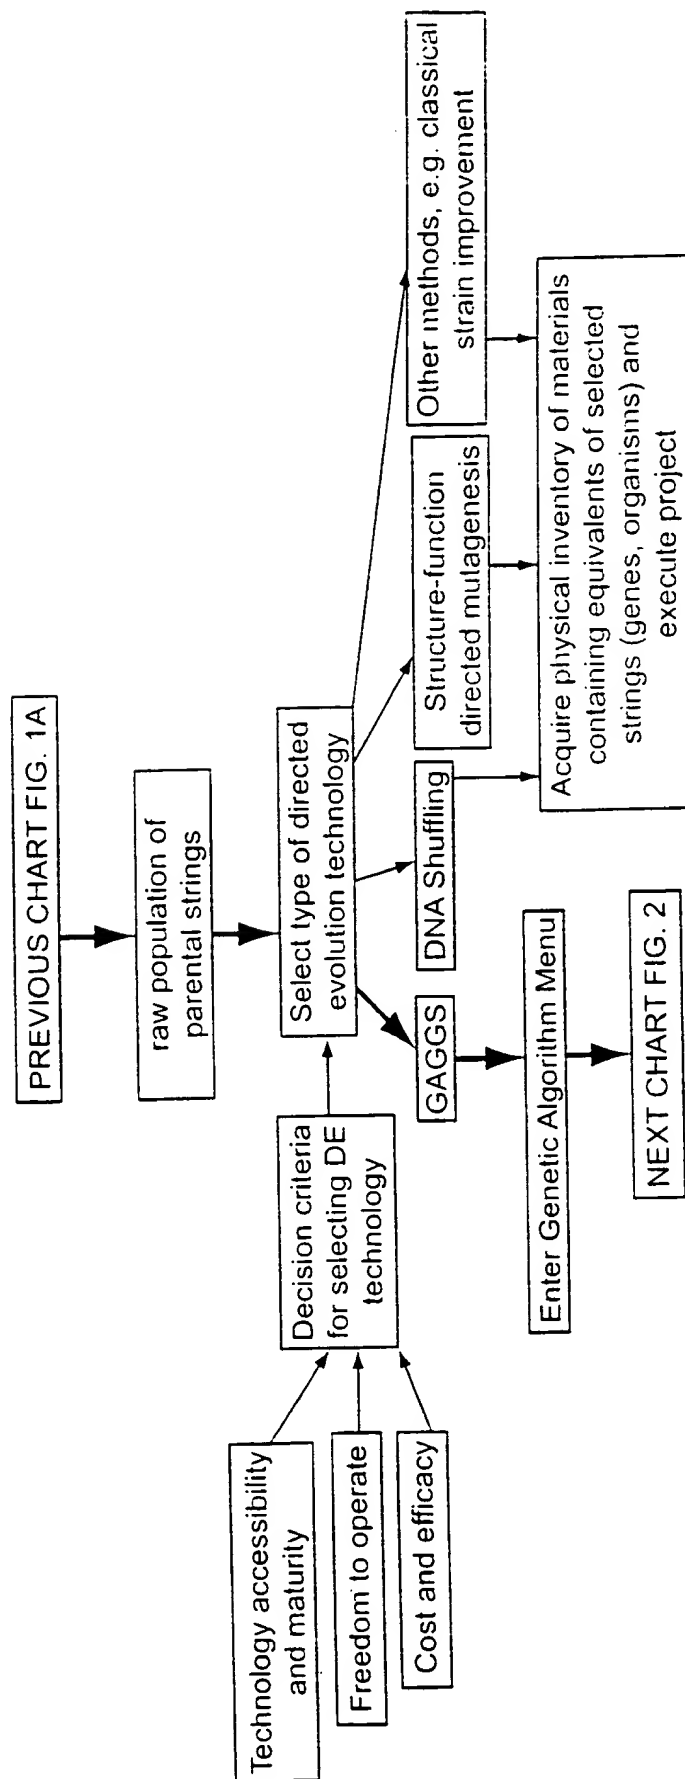 PREVIOUS CHART FIG. 1A
raw population of
parental strings
Technology accessibility
and maturity
Freedom to operate
Cost and efficacy
Decision criteria
for selecting DE
technology
Select type of directed
evolution technology
GAGGS
DNA Shuffling
Structure-function
directed mutagenesis
Other methods, e.g. classical
strain improvement
Enter Genetic Algorithm Menu
NEXT CHART FIG. 2
Acquire physical inventory of materials
containing equivalents of selected
strings (genes, organisms) and
execute project